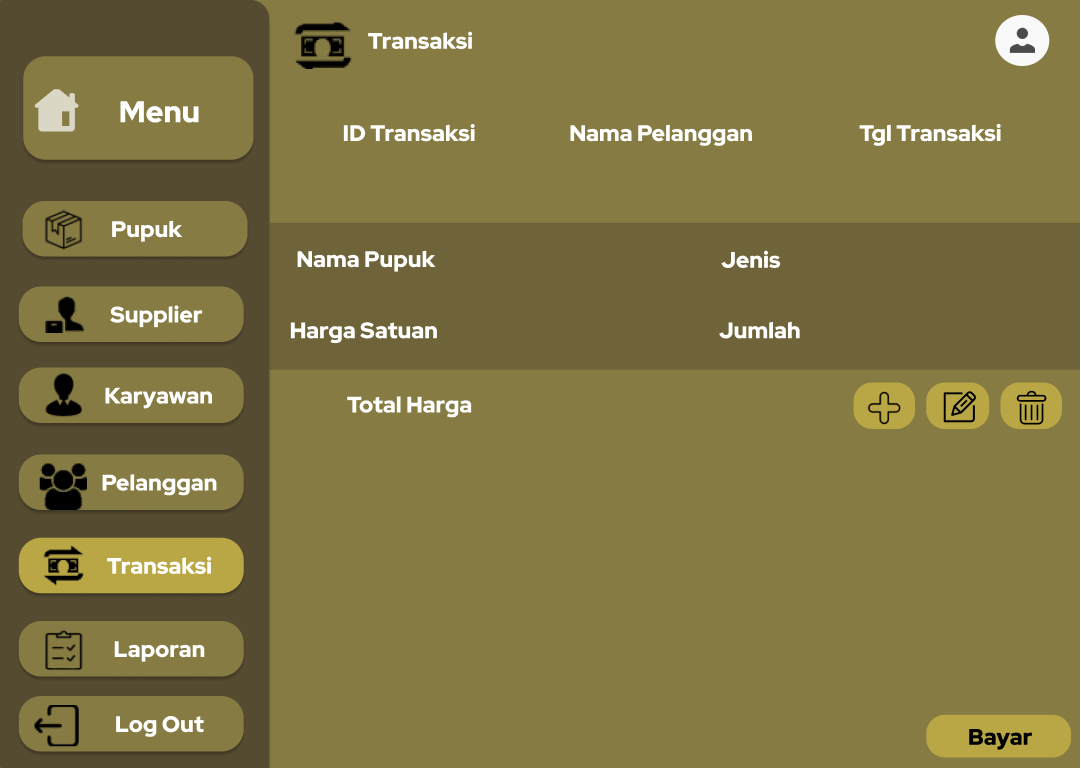 Menu
Pupuk
Supplier
Karyawan
Pelanggan
Transaksi
Laporan
Log Out
Transaksi
ID Transaksi
Nama Pelanggan
Tgl Transaksi
Nama Pupuk
Jenis
Harga Satuan
Jumlah
Total Harga
Bayar